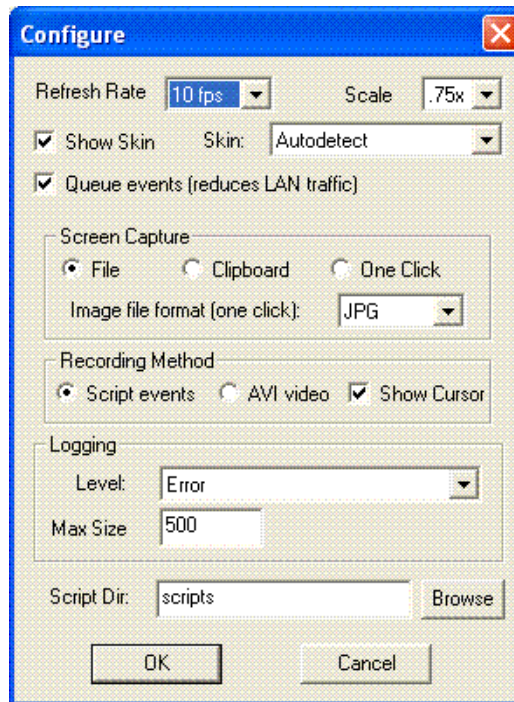 Configure
Refresh Rate 10 fps Scale .75x
Show Skin Skin: Autodetect
Queue events (reduces LAN traffic)
Screen Capture
File Clipboard One Click
Image file format (one click): JPG
Recording Method
Script events AVI video Show Cursor
Logging
Level: Error
Max Size 500
Script Dir: scripts Browse
OK Cancel